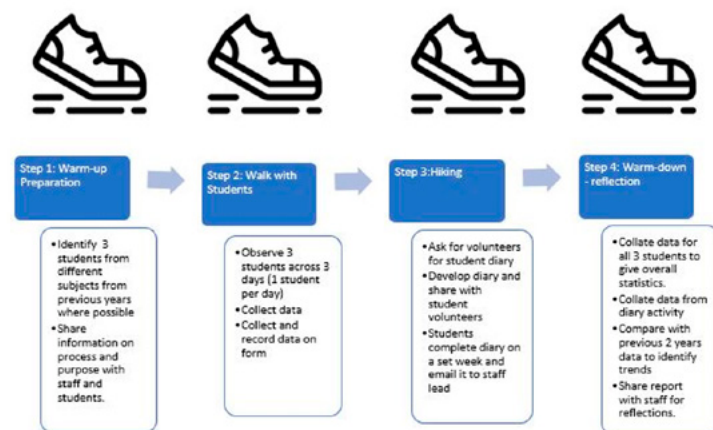 Step 1: Warm-up
Preparation
Step 2: Walk with
Students
Step 3:Hiking
Step 4: Warm-down
- reflection
•Identify 3
students from
different
subjects from
previous years
where possible
•Share
information on
process and
purpose with
staff and
students.
•Observe 3
students across 3
days (1 student
per day)
•Collect data
•Collect and
record data on
form
•Ask for volunteers
for student diary
•Develop diary and
share with
student
volunteers
•Students
complete diary on
a set week and
email it to staff
lead
•Collate data for
all 3 students to
give overall
statistics.
•Collate data from
diary activity
•Compare with
previous 2 years
data to identify
trends
•Share report
with staff for
reflections.